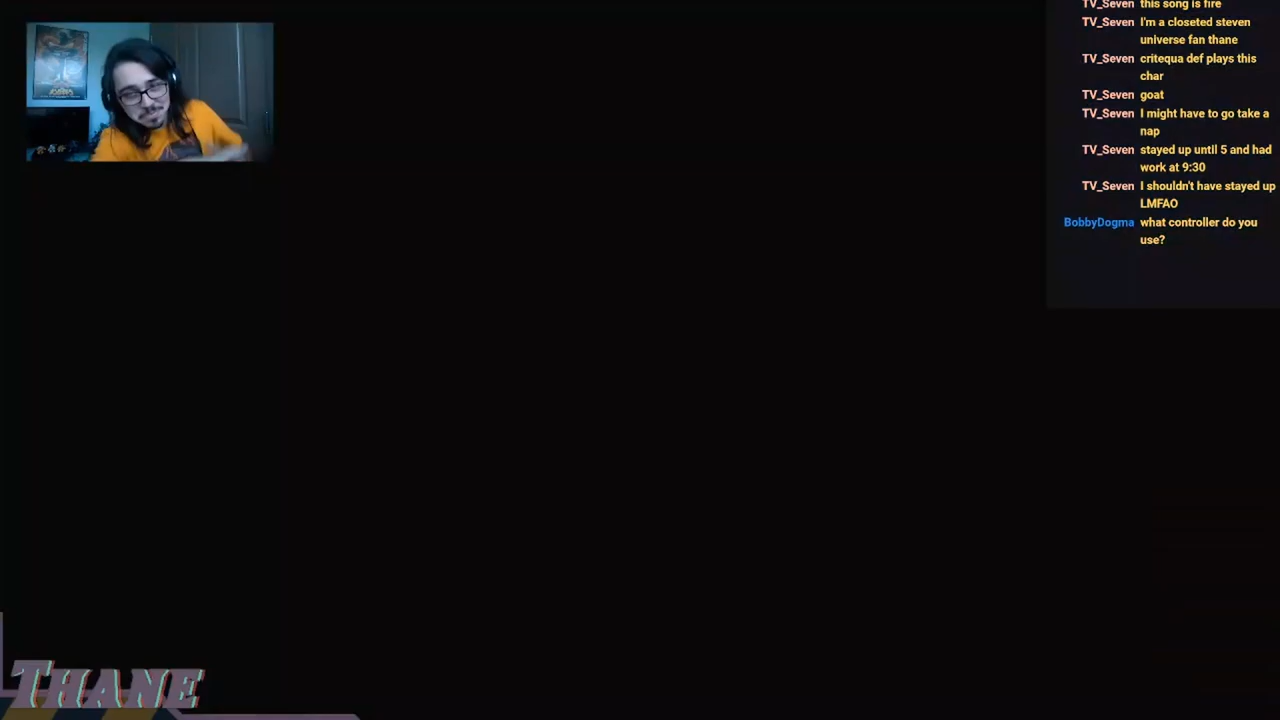 TV_Seven this song is fire
TV_Seven I'm a closeted steven
universe fan thane
TV_Seven critequa def plays this
char
TV_Seven goat
TV_Seven I might have to go take a
nap
TV_Seven stayed up until 5 and had
work at 9:30
TV_Seven I shouldn't have stayed up
LMFAO
BobbyDogma what controller do you
use?
THANE